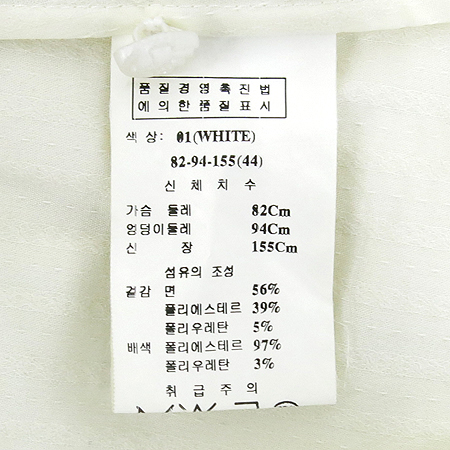 품질경영촉진법
에의한품질표시
색 상: 01(WHITE)
82-94-155(44)
신 체 치 수
가슴 둘레 82Cm
엉덩이둘레 94Cm
신 장 155Cm
섬유의 조성
겉감 면 56%
폴리에스테르 39%
폴리우레탄 5%
배색 폴리에스테르 97%
폴리우레탄 3%
취 급 주 의